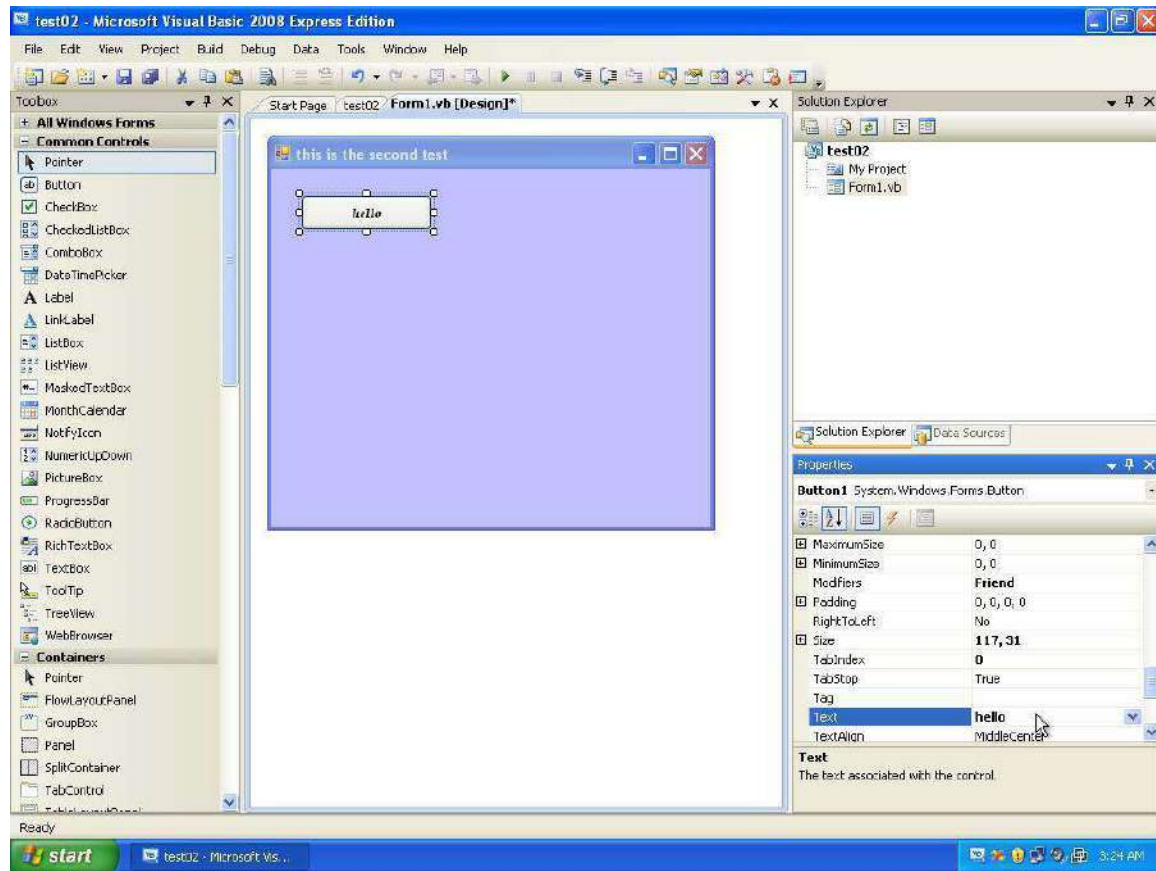 test02 - Microsoft Visual Basic 2008 Express Edition
File Edit View Project Build Debug Data Tools Window Help
Toolbox
All Windows Forms
Common Controls
Pointer
Button
CheckBox
CheckedListBox
ComboBox
DateTimePicker
Label
LinkLabel
ListBox
ListView
MaskedTextBox
MonthCalendar
NotifyIcon
NumericUpDown
PictureBox
ProgressBar
RadioButton
RichTextBox
TextBox
ToolTip
TreeView
WebBrowser
Containers
Pointer
FlowLayoutPanel
GroupBox
Panel
SplitContainer
TabControl
Start Page test02 Form1.vb [Design]*
this is the second test
hello
Solution Explorer
test02
My Project
Form1.vb
Solution Explorer Data Sources
Properties
Button1 System.Windows.Forms.Button
MaximumSize 0, 0
MinimumSize 0, 0
Modifiers Friend
Padding 0, 0, 0, 0
RightToLeft No
Size 117, 31
TabIndex 0
TabStop True
Tag
Text hello
TextAlign MiddleCenter
Text
The text associated with the control.
Ready
start test02 - Microsoft Vis... 3:24 AM